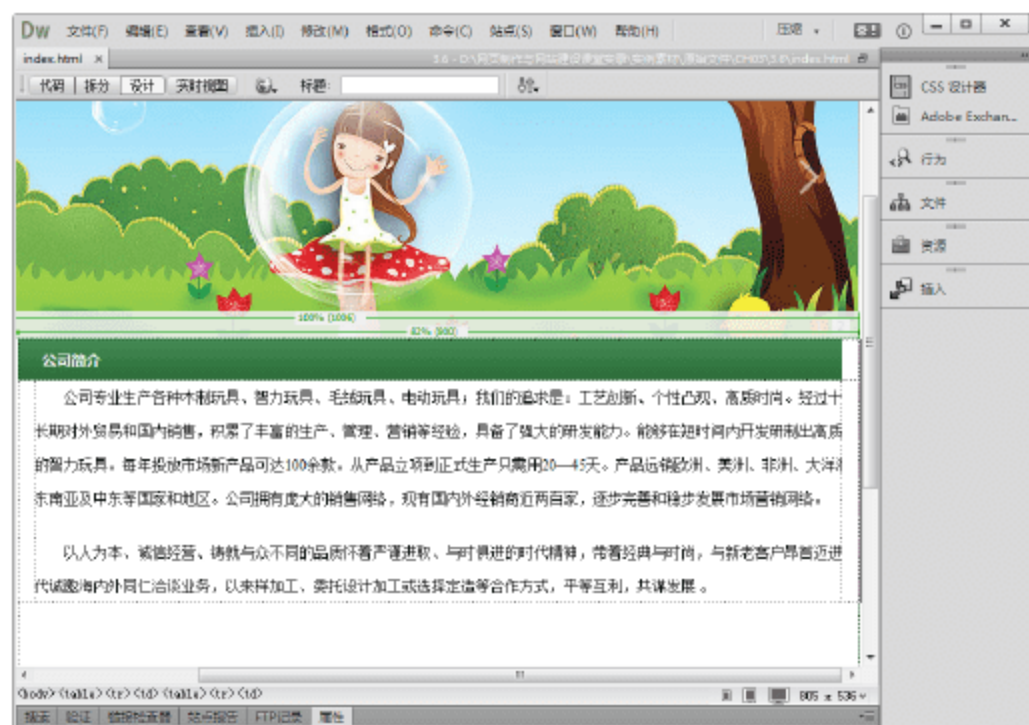 Dw 文件(F) 编辑(E) 查看(V) 插入(I) 修改(M) 格式(O) 命令(C) 站点(S) 窗口(W) 帮助(H) 压缩
index.html ×
代码 拆分 设计 实时视图 标题:
CSS 设计器
Adobe Exchan...
行为
文件
资源
插入
100% (1006)
82% (900)
公司简介
公司专业生产各种木制玩具、智力玩具、毛绒玩具、电动玩具;我们的追求是:工艺创新、个性凸现、高质时尚。经过十
长期对外贸易和国内销售,积累了丰富的生产、管理、营销等经验,具备了强大的研发能力。能够在短时间内开发研制出高质
的智力玩具。每年投放市场新产品可达100余款。从产品立项到正式生产只需用20—45天。产品远销欧洲、美洲、非洲、大洋洲
东南亚及中东等国家和地区。公司拥有庞大的销售网络,现有国内外经销商近两百家,逐步完善和稳步发展市场营销网络。
以人为本、诚信经营、铸就与众不同的品质怀着严谨进取、与时俱进的时代精神,带着经典与时尚,与新老客户昂首迈进
代诚邀海内外同仁洽谈业务,以来样加工、委托设计加工或选择定造等合作方式,平等互利,共谋发展。
<body> <table> <tr> <td> <table> <tr> <td> 805 x 536
搜索 验证 链接检查器 站点报告 FTP记录 属性